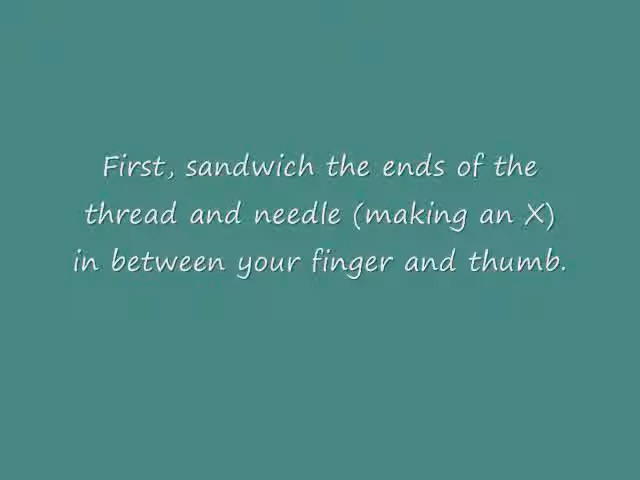 First, sandwich the ends of the
thread and needle (making an X)
in between your finger and thumb.